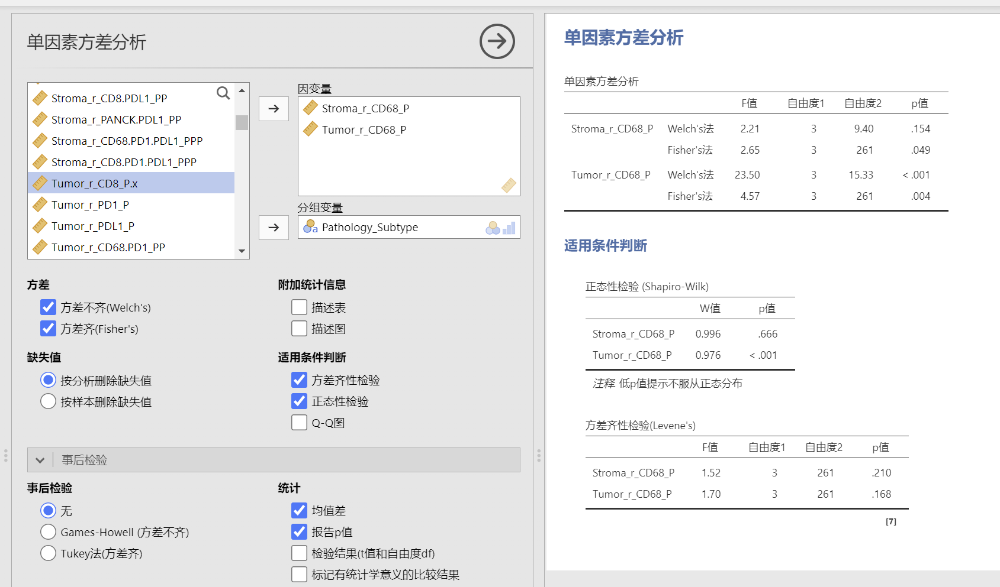 单因素方差分析
Stroma_r_CD8.PDL1_PP
Stroma_r_PANCK.PDL1_PP
Stroma_r_CD68.PD1.PDL1_PPP
Stroma_r_CD8.PD1.PDL1_PPP
Tumor_r_CD8_P.x
Tumor_r_PD1_P
Tumor_r_PDL1_P
Tumor_r_CD68.PD1_PP
因变量
Stroma_r_CD68_P
Tumor_r_CD68_P
分组变量
a Pathology_Subtype
方差
方差不齐(Welch's)
方差齐(Fisher's)
附加统计信息
描述表
描述图
缺失值
按分析删除缺失值
按样本删除缺失值
适用条件判断
方差齐性检验
正态性检验
Q-Q图
事后检验
事后检验
无
Games-Howell (方差不齐)
Tukey法(方差齐)
统计
均值差
报告p值
检验结果(t值和自由度df)
标记有统计学意义的比较结果
单因素方差分析
单因素方差分析
F值 自由度1 自由度2 p值
Stroma_r_CD68_P Welch's法 2.21 3 9.40 .154
Fisher's法 2.65 3 261 .049
Tumor_r_CD68_P Welch's法 23.50 3 15.33 < .001
Fisher's法 4.57 3 261 .004
适用条件判断
正态性检验 (Shapiro-Wilk)
W值 p值
Stroma_r_CD68_P 0.996 .666
Tumor_r_CD68_P 0.976 < .001
注释 低p值提示不服从正态分布
方差齐性检验(Levene's)
F值 自由度1 自由度2 p值
Stroma_r_CD68_P 1.52 3 261 .210
Tumor_r_CD68_P 1.70 3 261 .168
[7]